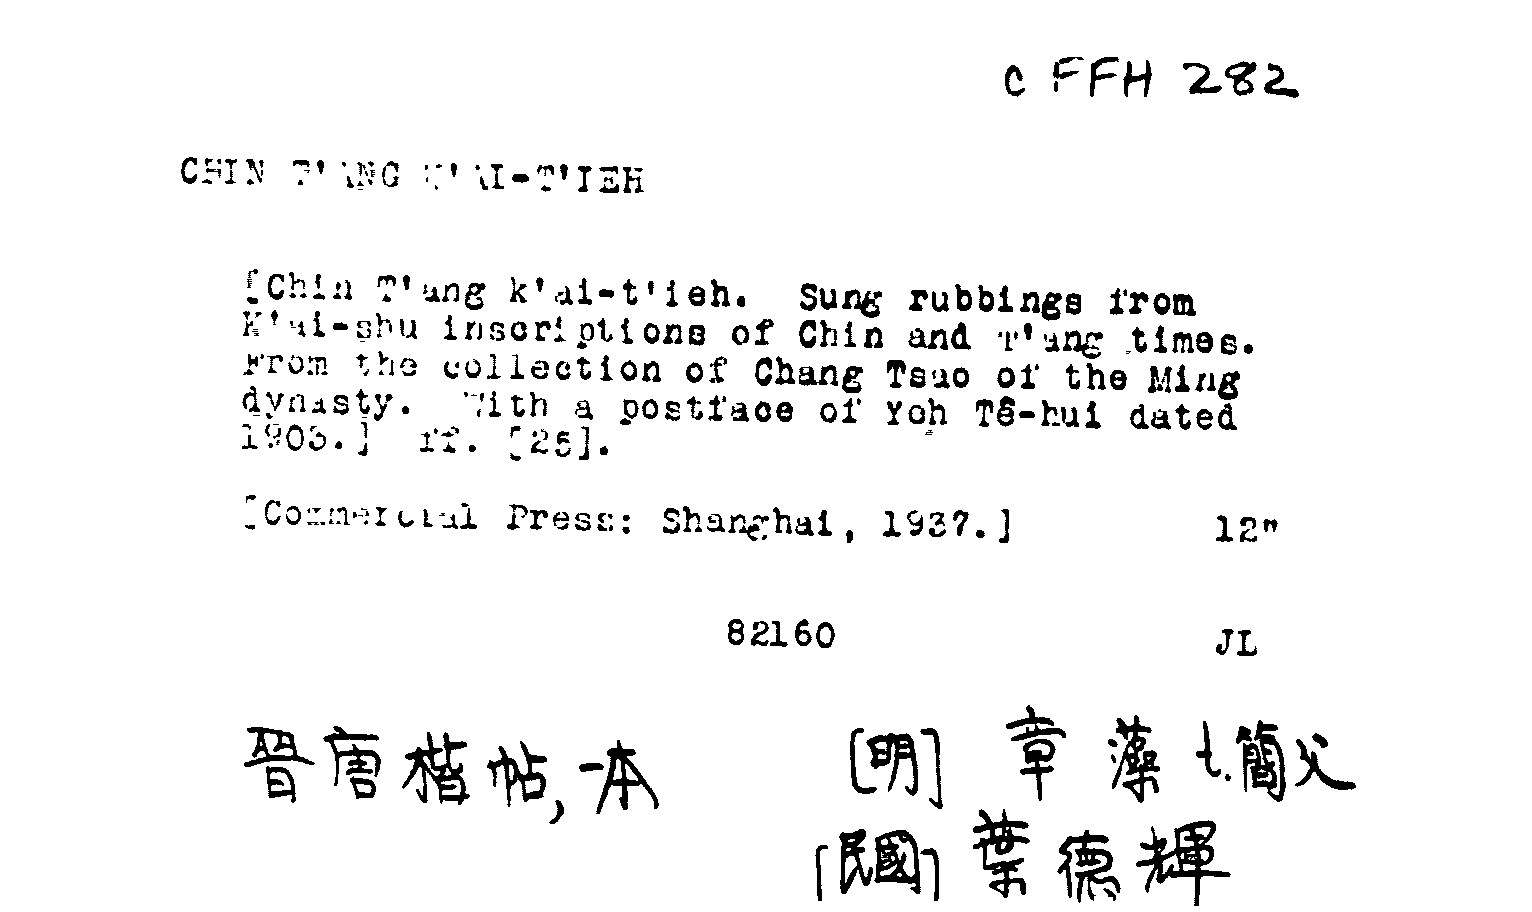 C FFH 282
CHIN T'ANG K'AI-T'IEH
[Chin T'ang k'ai-t'ieh. Sung rubbings from
K'ai-shu inscriptions of Chin and T'ang times.
From the collection of Chang Tsao of the Ming
dynasty. With a postface of Yeh Tê-hui dated
1903.] ff. [25].
[Commercial Press: Shanghai, 1937.] 12"
82160 JL
晉唐楷帖,一本 [明] 章藻 t.簡父
[民國] 葉德輝